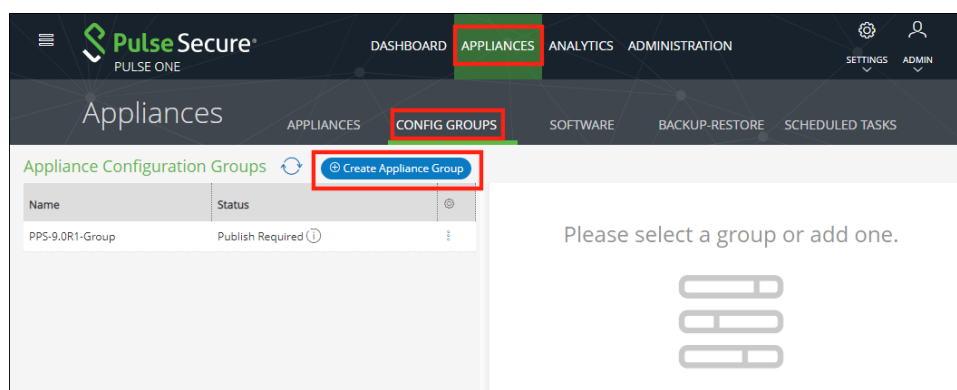 Pulse Secure®
PULSE ONE
DASHBOARD APPLIANCES ANALYTICS ADMINISTRATION
SETTINGS ADMIN
Appliances
APPLIANCES CONFIG GROUPS SOFTWARE BACKUP-RESTORE SCHEDULED TASKS
Appliance Configuration Groups Create Appliance Group
Name Status
PPS-9.0R1-Group Publish Required
Please select a group or add one.